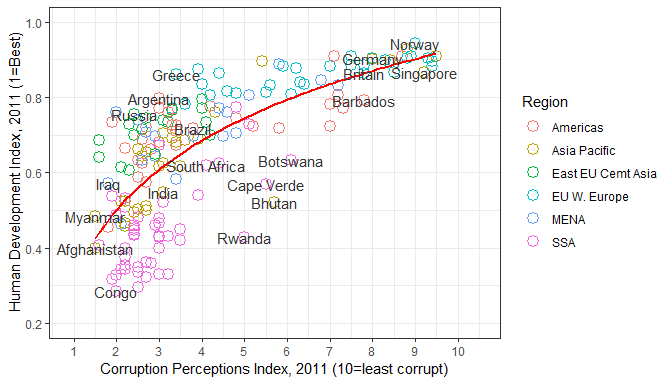 Human Development Index, 2011 (1=Best)
1.0
0.8
0.6
0.4
0.2
Norway
Germany
Greece
Britain
Singapore
Argentina
Barbados
Russia
Brazil
Botswana
South Africa
Iraq
Cape Verde
India
Bhutan
Myanmar
Rwanda
Afghanistan
Congo
1 2 3 4 5 6 7 8 9 10
Corruption Perceptions Index, 2011 (10=least corrupt)
Region
Americas
Asia Pacific
East EU Cemt Asia
EU W. Europe
MENA
SSA